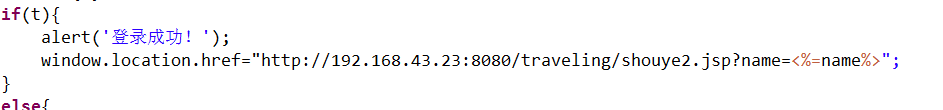 if(t){
alert('登录成功！');
window.location.href="http://192.168.43.23:8080/traveling/shouye2.jsp?name=<%=name%>";
}
else{